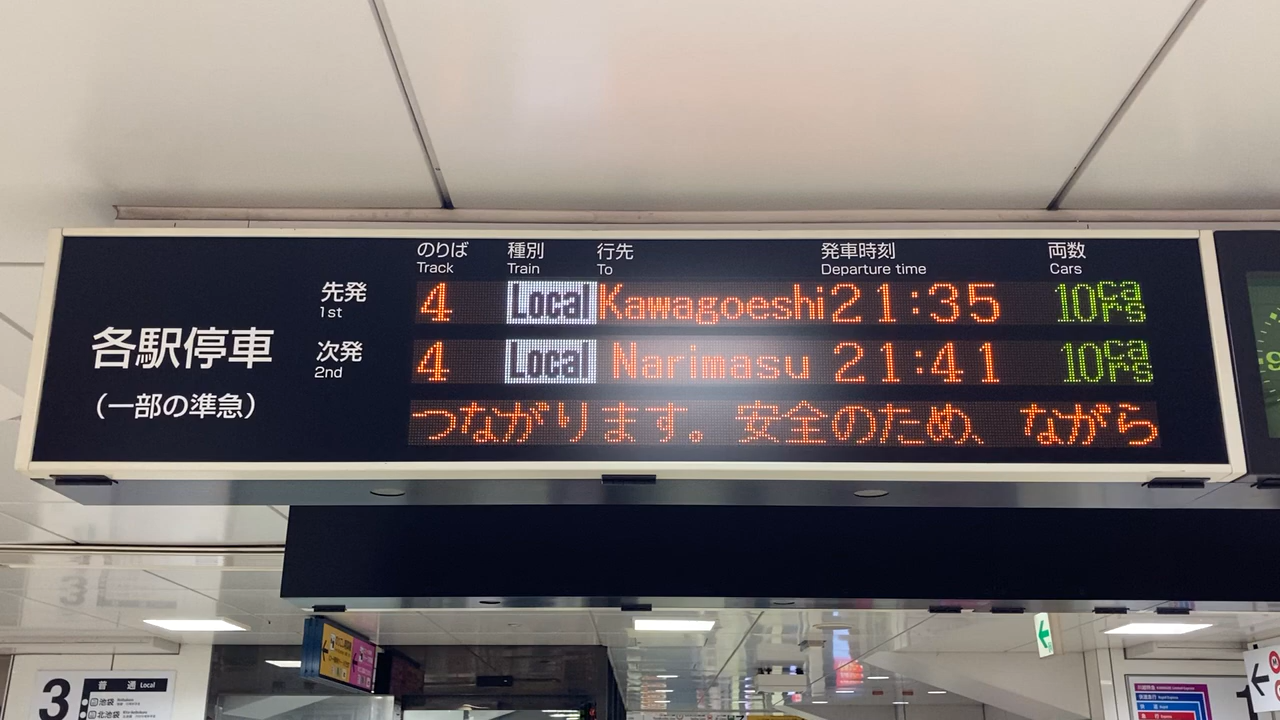 のりば 種別 行先 発車時刻 両数
Track Train To Departure time Cars
先発 4 Local Kawagoeshi 21:35 10cars
1st
各駅停車
次発 4 Local Narimasu 21:41 10cars
2nd
(一部の準急)
つながります。安全のため、 ながら
3 普通 Local
池袋
北池袋